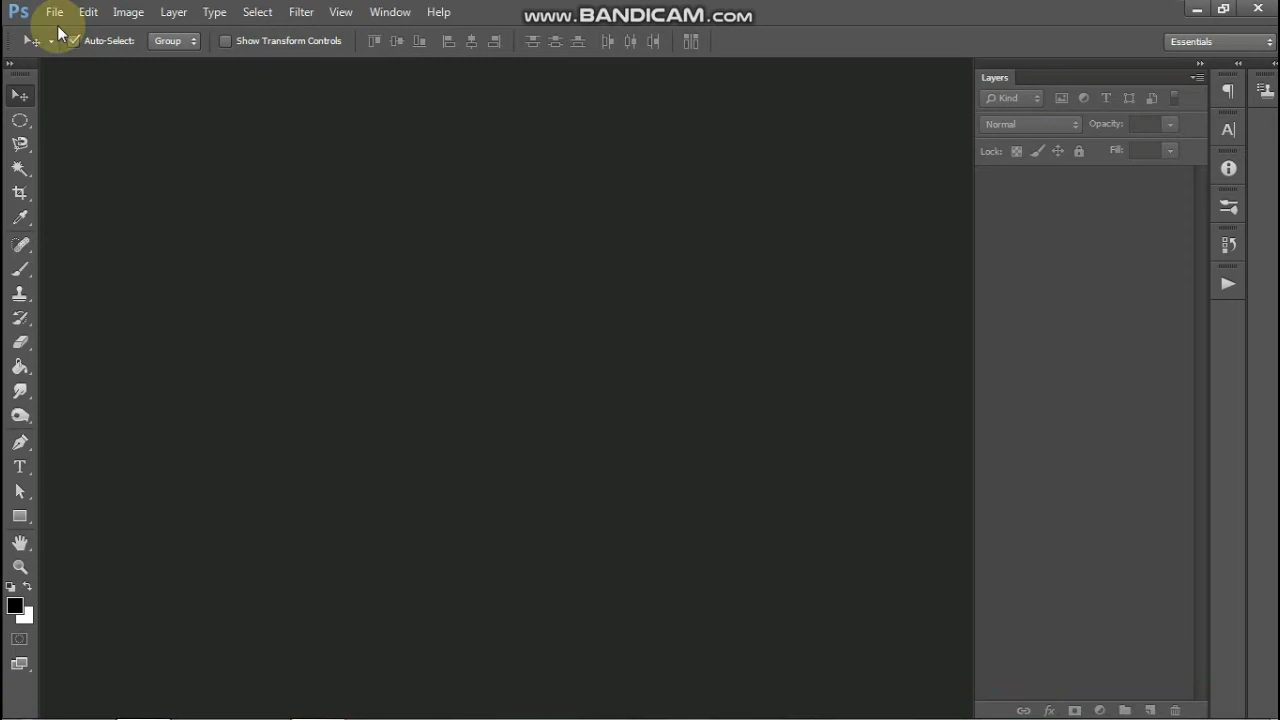 Ps File Edit Image Layer Type Select Filter View Window Help
www.BANDICAM.com
Auto-Select: Group Show Transform Controls
Essentials
Layers
Kind
Normal Opacity:
Lock: Fill: